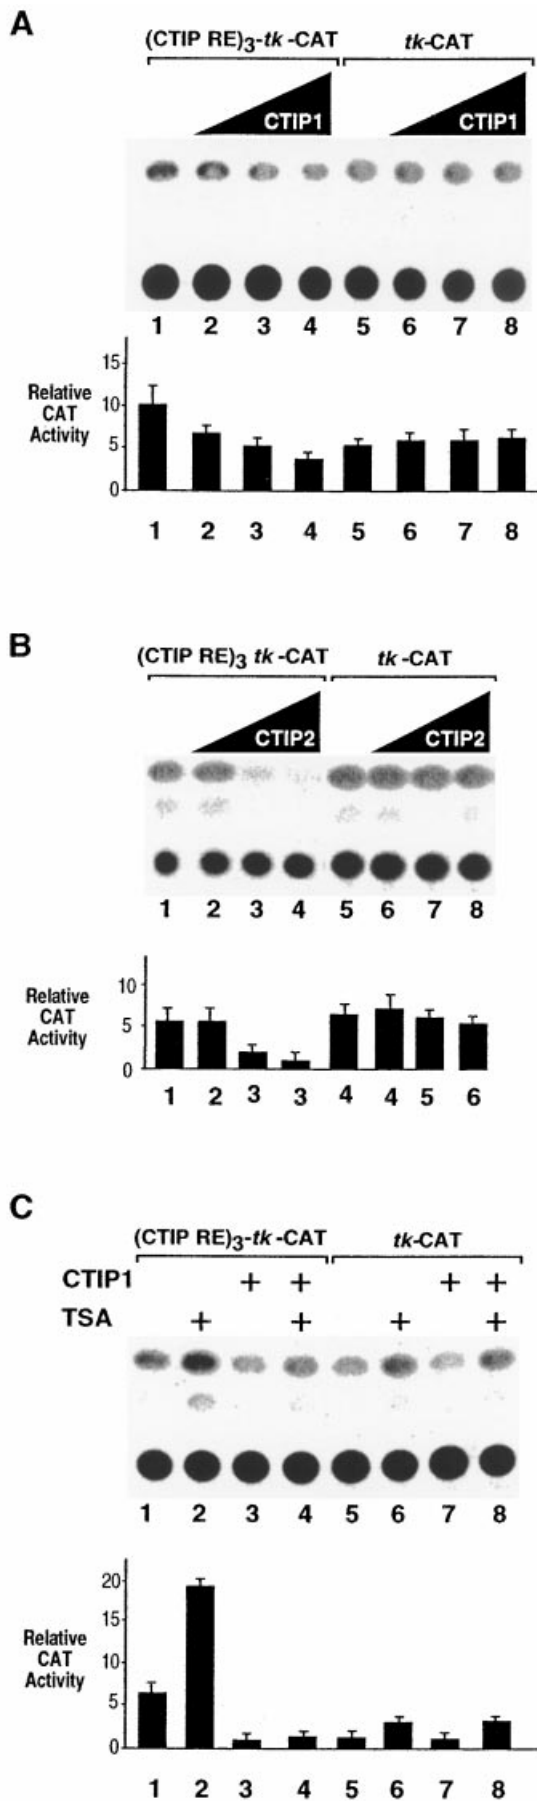 A
(CTIP RE)3-tk -CAT tk-CAT
CTIP1 CTIP1
1 2 3 4 5 6 7 8
15
10
5
0
Relative
CAT
Activity
1 2 3 4 5 6 7 8
B
(CTIP RE)3 tk -CAT tk -CAT
CTIP2 CTIP2
1 2 3 4 5 6 7 8
10
5
0
Relative
CAT
Activity
1 2 3 3 4 4 5 6
C
(CTIP RE)3-tk -CAT tk-CAT
CTIP1 + + + +
TSA + + + +
1 2 3 4 5 6 7 8
20
15
10
5
0
Relative
CAT
Activity
1 2 3 4 5 6 7 8